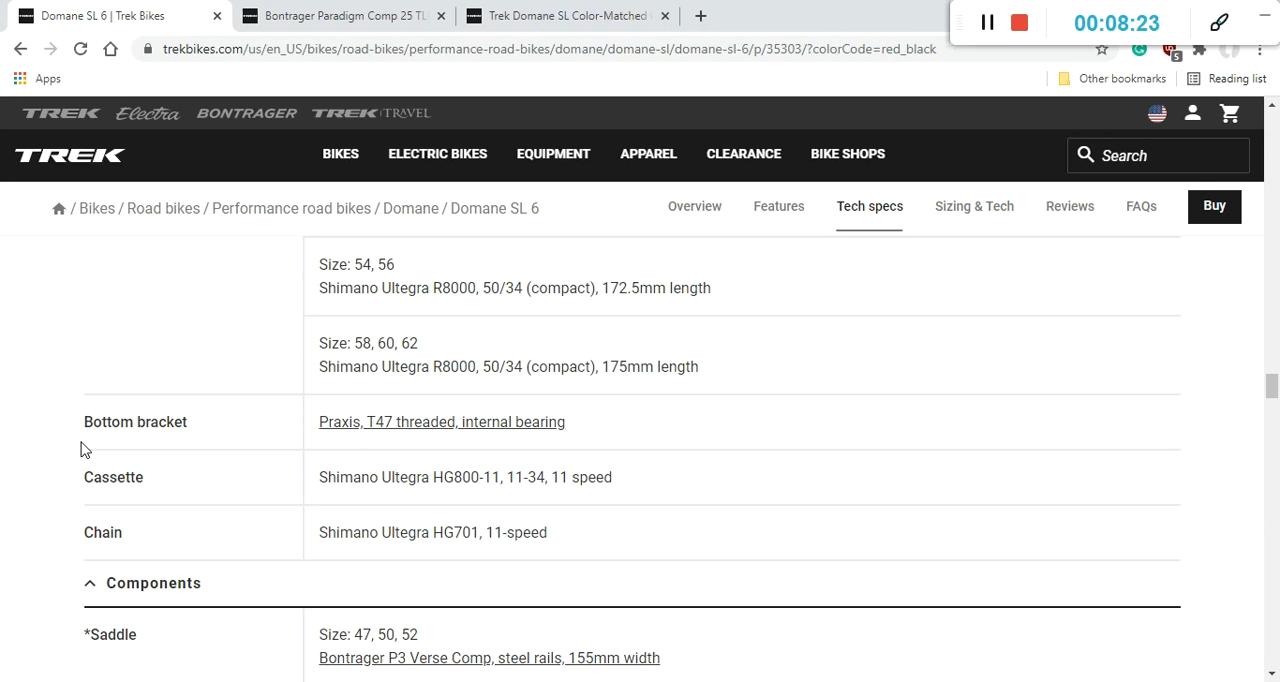 Domane SL 6 | Trek Bikes
Bontrager Paradigm Comp 25 TL
Trek Domane SL Color-Matched
00:08:23
trekbikes.com/us/en_US/bikes/road-bikes/performance-road-bikes/domane/domane-sl/domane-sl-6/p/35303/?colorCode=red_black
5
Apps
Other bookmarks
Reading list
TREK Electra BONTRAGER TREK TRAVEL
TREK
BIKES ELECTRIC BIKES EQUIPMENT APPAREL CLEARANCE BIKE SHOPS
Search
/ Bikes / Road bikes / Performance road bikes / Domane / Domane SL 6
Overview Features Tech specs Sizing & Tech Reviews FAQs Buy
Size: 54, 56
Shimano Ultegra R8000, 50/34 (compact), 172.5mm length
Size: 58, 60, 62
Shimano Ultegra R8000, 50/34 (compact), 175mm length
Bottom bracket Praxis, T47 threaded, internal bearing
Cassette Shimano Ultegra HG800-11, 11-34, 11 speed
Chain Shimano Ultegra HG701, 11-speed
Components
*Saddle Size: 47, 50, 52
Bontrager P3 Verse Comp, steel rails, 155mm width